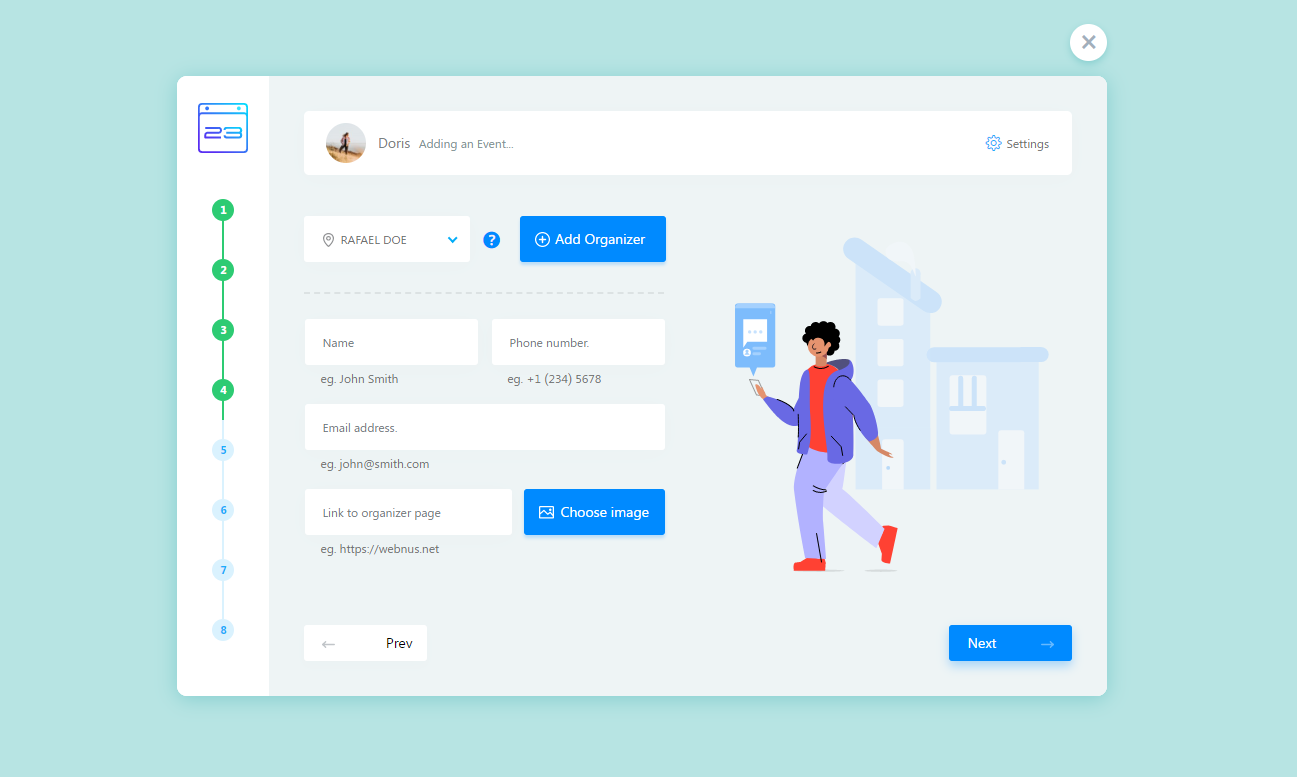 23
Doris Adding an Event...
Settings
1
2
3
4
5
6
7
8
RAFAEL DOE
?
Add Organizer
Name
Phone number.
eg. John Smith
eg. +1 (234) 5678
Email address.
eg. john@smith.com
Link to organizer page
Choose image
eg. https://webnus.net
Prev
Next